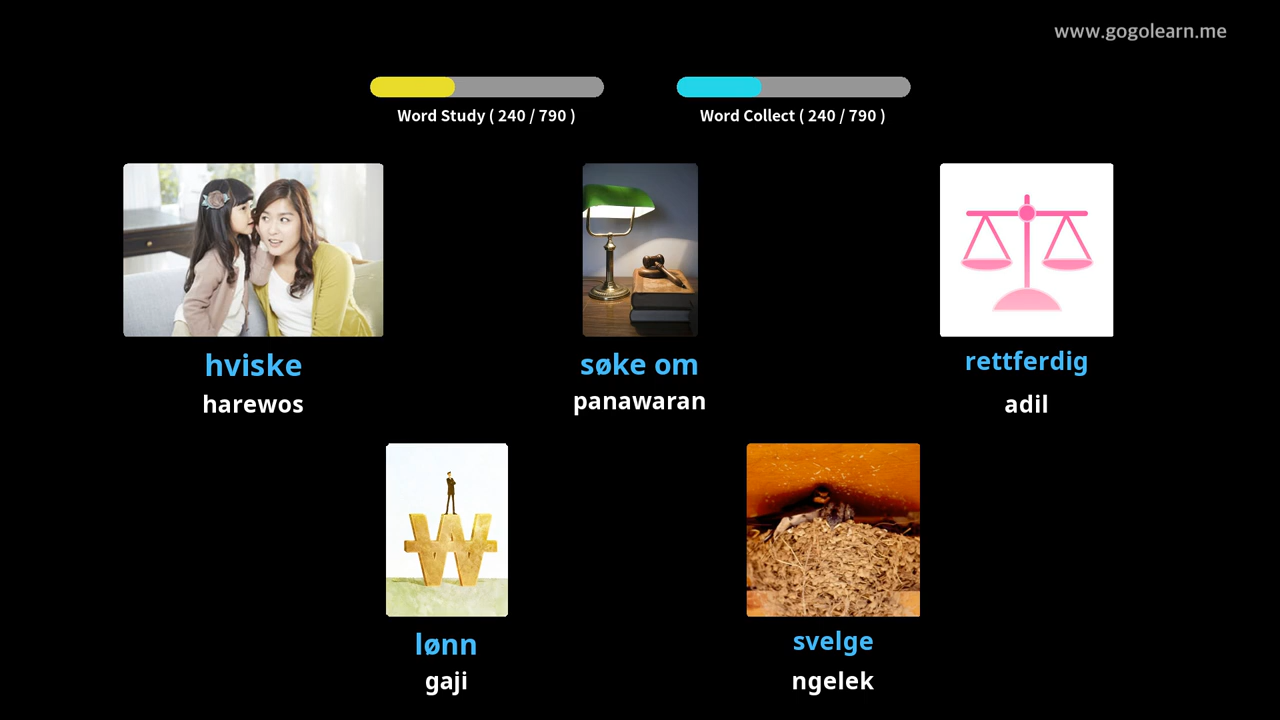 www.gogolearn.me
Word Study ( 240 / 790 )
Word Collect ( 240 / 790 )
hviske
harewos
søke om
panawaran
rettferdig
adil
lønn
gaji
svelge
ngelek